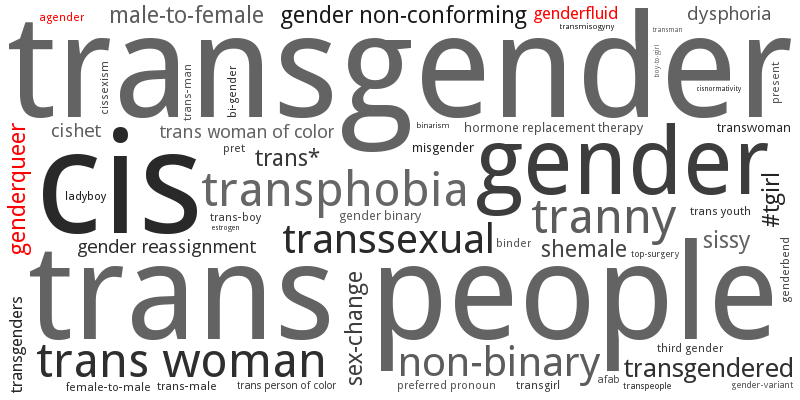 agender
male-to-female
gender non-conforming
genderfluid
transmisogyny
dysphoria
transman
transgender
cissexism
trans-man
bi-gender
boy-to-girl
cisnormativity
present
cishet
trans woman of color
binarism
hormone replacement therapy
transwoman
genderqueer
cis
pret
trans*
misgender
gender
ladyboy
transphobia
#tgirl
trans-boy
gender binary
estrogen
tranny
trans youth
gender reassignment
transsexual
binder
shemale
top-surgery
sissy
genderbend
trans people
transgenders
sex-change
trans woman
non-binary
third gender
transgendered
female-to-male
trans-male
trans person of color
preferred pronoun
transgirl
afab
transpeople
gender-variant